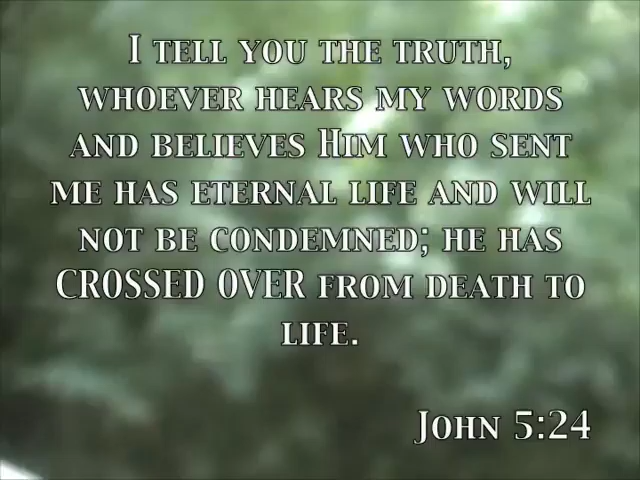 I tell you the truth,
whoever hears my words
and believes Him who sent
me has eternal life and will
not be condemned; he has
CROSSED OVER from death to
life.
John 5:24